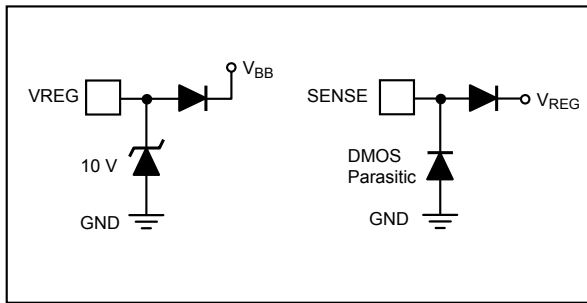 VREG
VBB
10 V
GND
SENSE
VREG
DMOS
Parasitic
GND